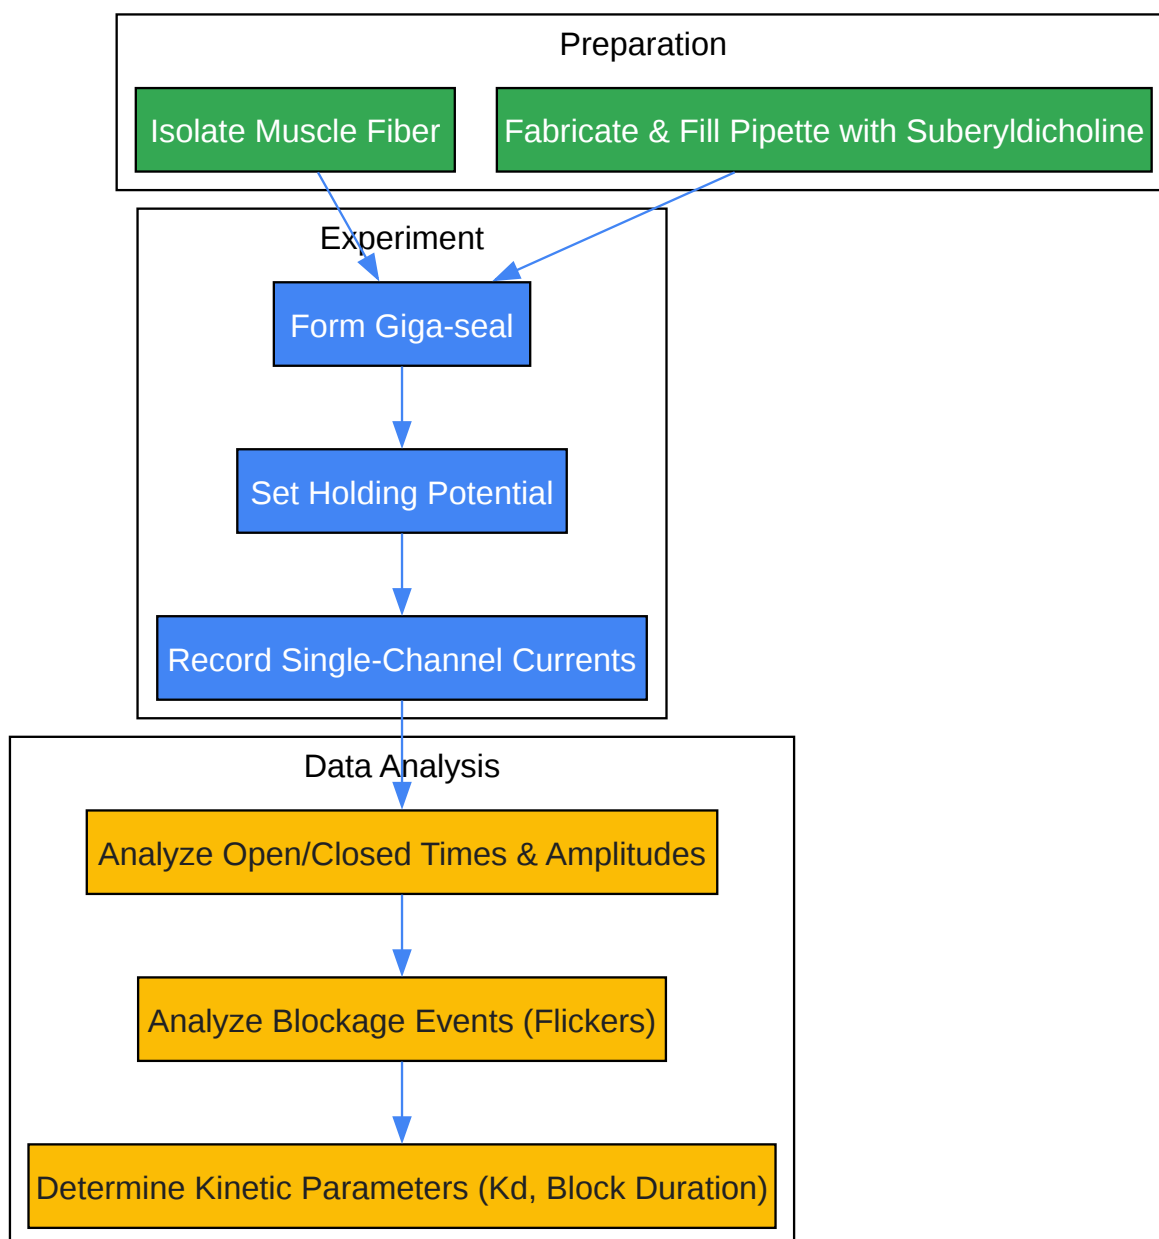 Preparation
Isolate Muscle Fiber
Fabricate & Fill Pipette with Suberyldicholine
Experiment
Form Giga-seal
Set Holding Potential
Record Single-Channel Currents
Data Analysis
Analyze Open/Closed Times & Amplitudes
Analyze Blockage Events (Flickers)
Determine Kinetic Parameters (Kd, Block Duration)